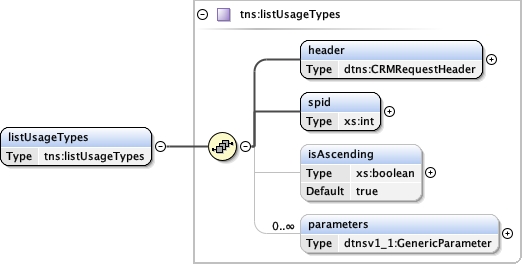 tns:listUsageTypes
header
Type dtns:CRMRequestHeader
spid
Type xs:int
listUsageTypes
Type tns:listUsageTypes
isAscending
Type xs:boolean
Default true
0..∞
parameters
Type dtnsv1_1:GenericParameter